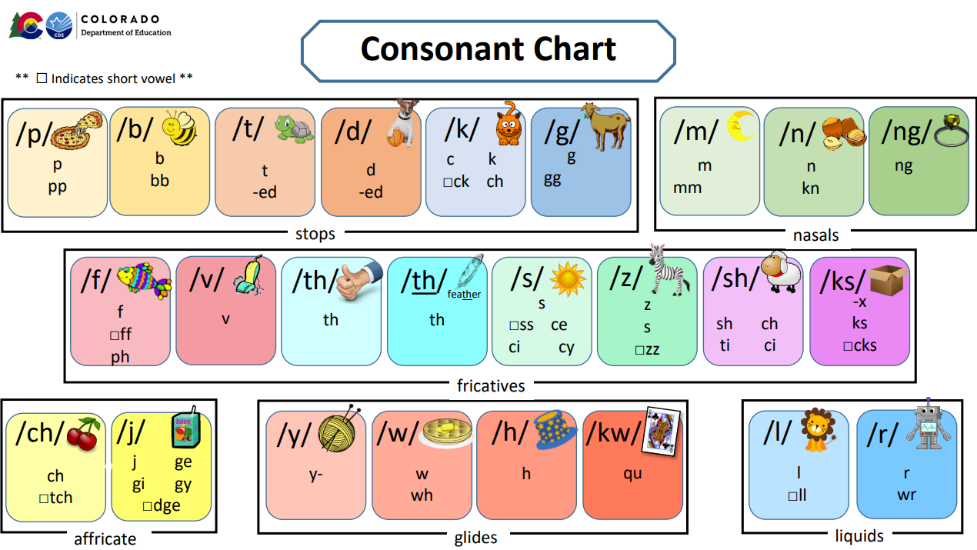 COLORADO
Department of Education
CDE
Consonant Chart
** □ Indicates short vowel **
/p/
p
pp
/b/
b
bb
/t/
t
-ed
/d/
d
-ed
/k/
c k
□ck ch
/g/
g
gg
stops
/m/
m
mm
/n/
n
kn
/ng/
ng
nasals
/f/
f
□ff
ph
/v/
v
/th/
th
/th/
feather
th
/s/
s
□ss ce
ci cy
/z/
z
s
□zz
/sh/
sh ch
ti ci
/ks/
-x
ks
□cks
fricatives
/ch/
ch
□tch
/j/
j ge
gi gy
□dge
affricate
/y/
y-
/w/
w
wh
/h/
h
/kw/
qu
glides
/l/
l
□ll
/r/
r
wr
liquids